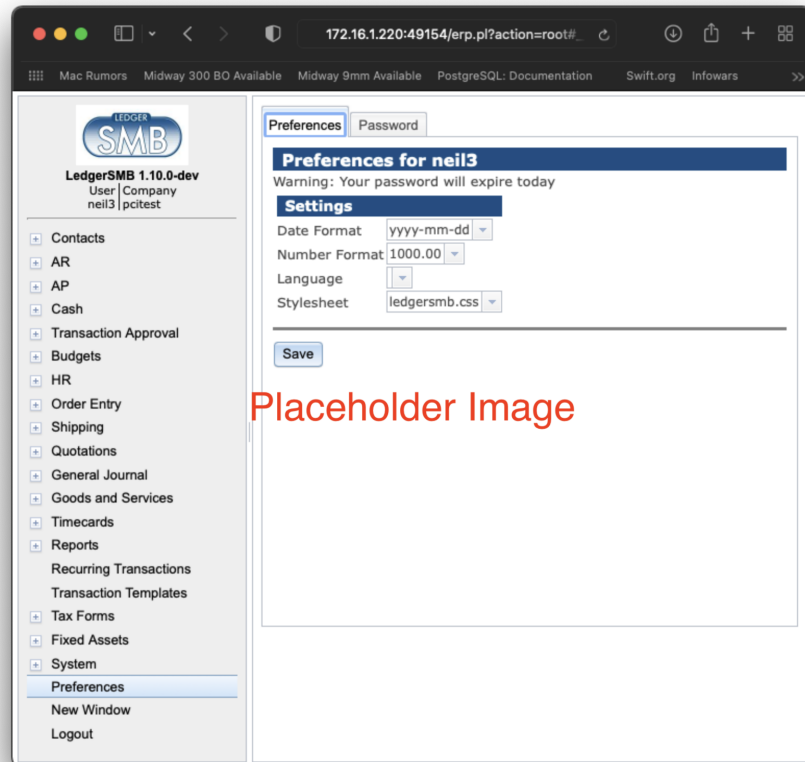 172.16.1.220:49154/erp.pl?action=root#_
Mac Rumors Midway 300 BO Available Midway 9mm Available PostgreSQL: Documentation Swift.org Infowars
LEDGER
SMB
LedgerSMB 1.10.0-dev
User Company
neil3 pcitest
Contacts
AR
AP
Cash
Transaction Approval
Budgets
HR
Order Entry
Shipping
Quotations
General Journal
Goods and Services
Timecards
Reports
Recurring Transactions
Transaction Templates
Tax Forms
Fixed Assets
System
Preferences
New Window
Logout
Preferences Password
Preferences for neil3
Warning: Your password will expire today
Settings
Date Format yyyy-mm-dd
Number Format 1000.00
Language
Stylesheet ledgersmb.css
Save
Placeholder Image